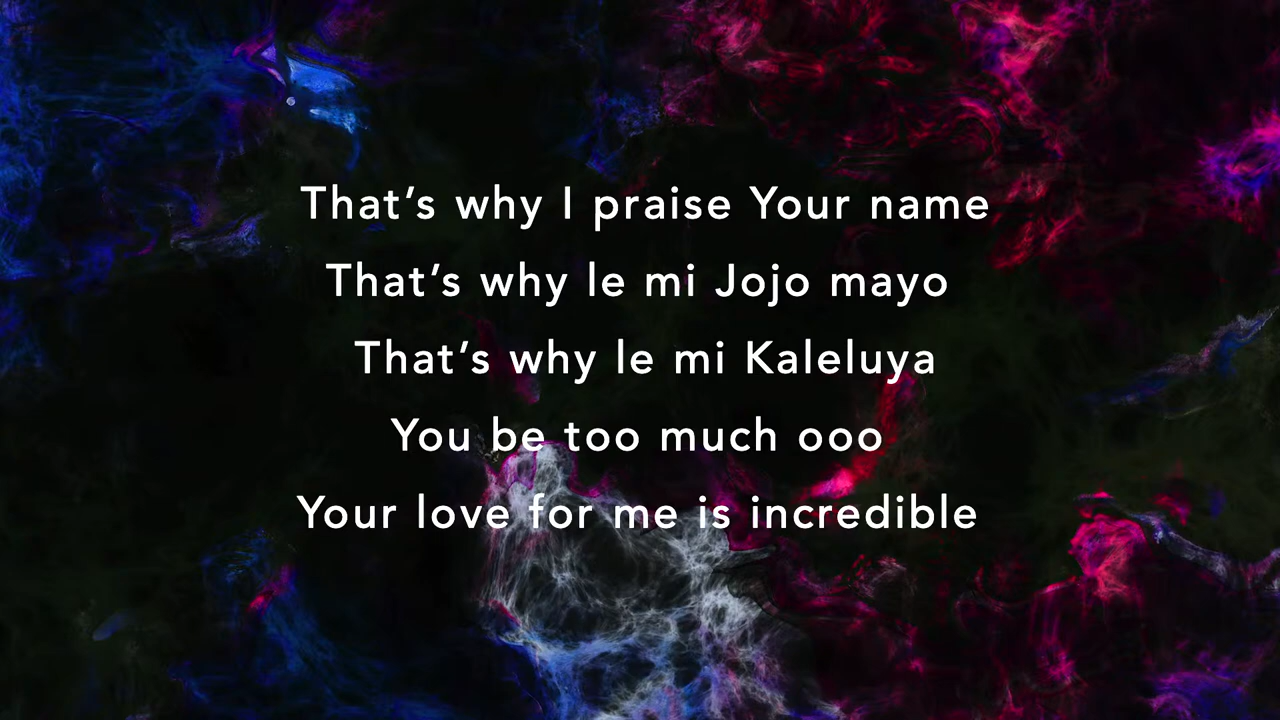 That’s why I praise Your name
That’s why le mi Jojo mayo
That’s why le mi Kaleluya
You be too much ooo
Your love for me is incredible